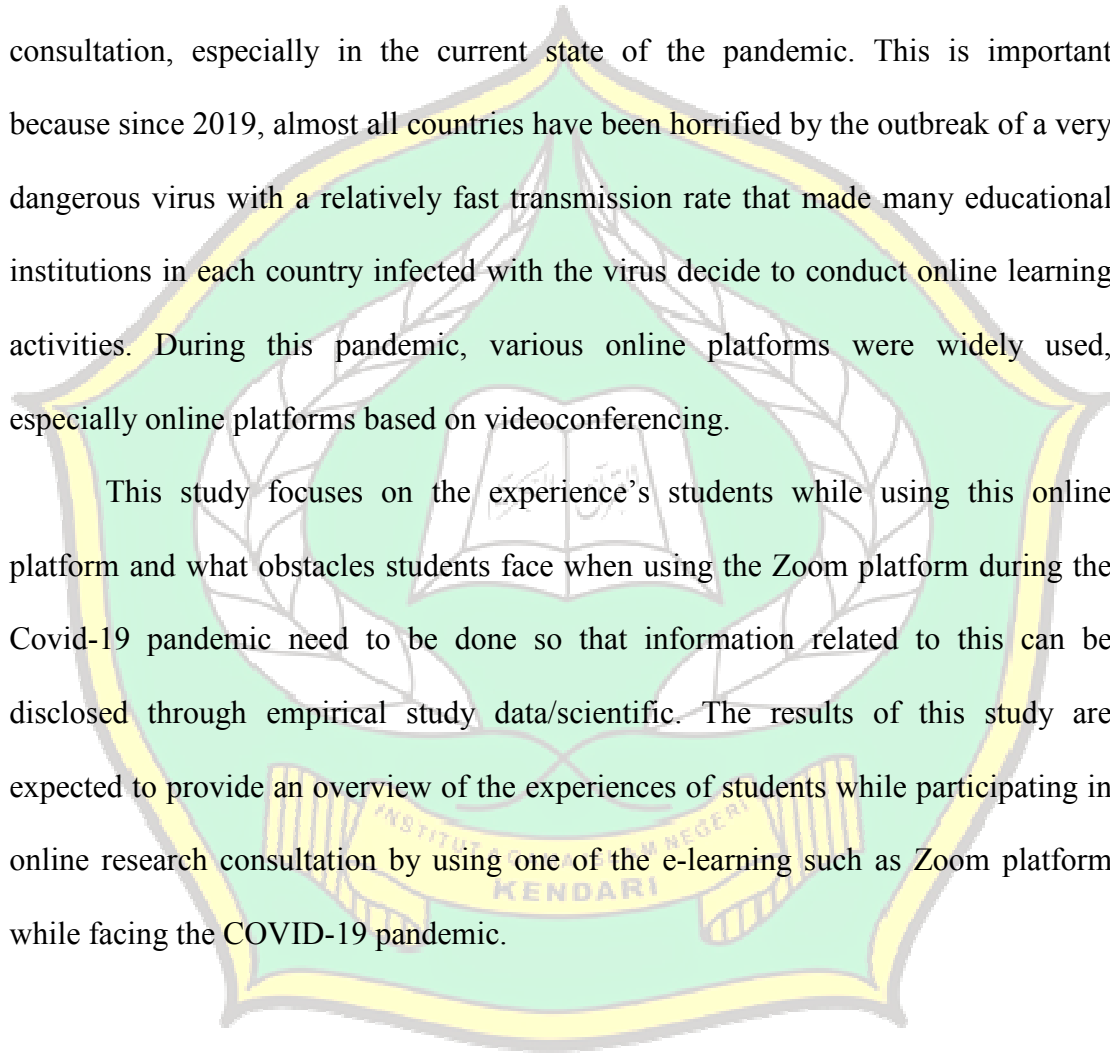 consultation, especially in the current state of the pandemic. This is important
because since 2019, almost all countries have been horrified by the outbreak of a very
dangerous virus with a relatively fast transmission rate that made many educational
institutions in each country infected with the virus decide to conduct online learning
activities. During this pandemic, various online platforms were widely used,
especially online platforms based on videoconferencing.
This study focuses on the experience’s students while using this online
platform and what obstacles students face when using the Zoom platform during the
Covid-19 pandemic need to be done so that information related to this can be
disclosed through empirical study data/scientific. The results of this study are
expected to provide an overview of the experiences of students while participating in
online research consultation by using one of the e-learning such as Zoom platform
while facing the COVID-19 pandemic.
INSTITUT AGAMA ISLAM NEGERI
KENDARI